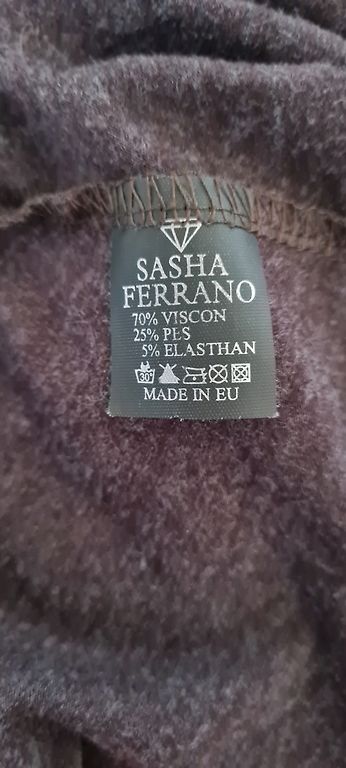 SASHA
FERRANO
70% VISCON
25% PES
5% ELASTHAN
30°
MADE IN EU